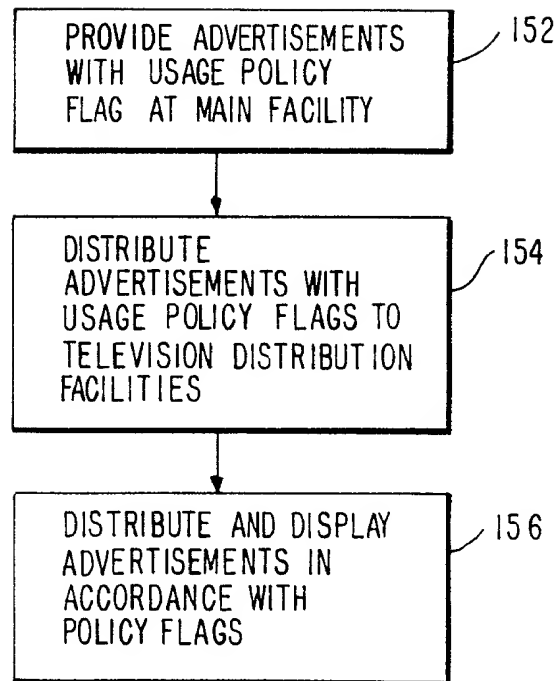 PROVIDE ADVERTISEMENTS
WITH USAGE POLICY
FLAG AT MAIN FACILITY
152
DISTRIBUTE
ADVERTISEMENTS WITH
USAGE POLICY FLAGS TO
TELEVISION DISTRIBUTION
FACILITIES
154
DISTRIBUTE AND DISPLAY
ADVERTISEMENTS IN
ACCORDANCE WITH
POLICY FLAGS
156